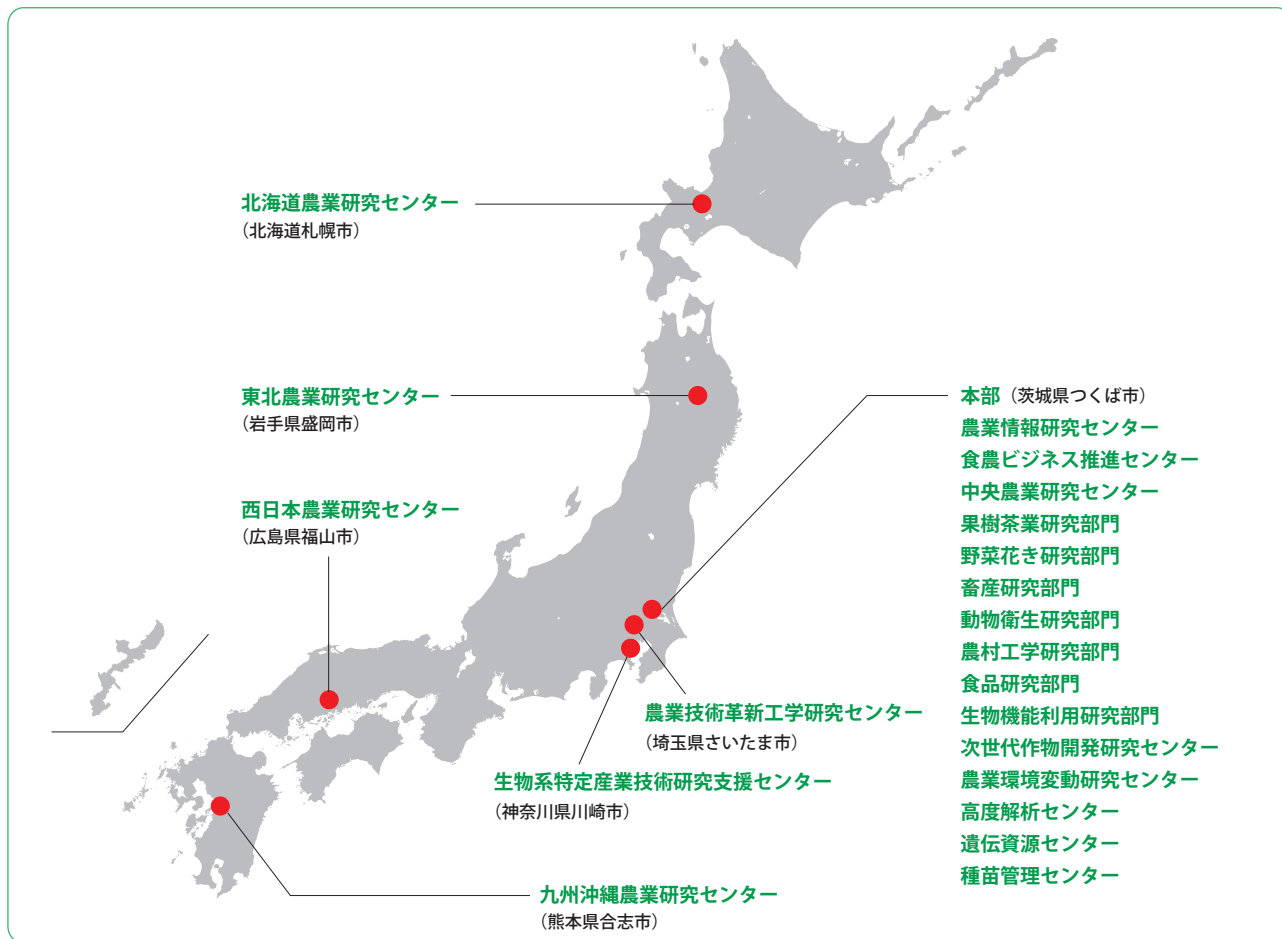 北海道農業研究センター
（北海道札幌市）
東北農業研究センター
（岩手県盛岡市）
西日本農業研究センター
（広島県福山市）
本部（茨城県つくば市）
農業情報研究センター
食農ビジネス推進センター
中央農業研究センター
果樹茶業研究部門
野菜花き研究部門
畜産研究部門
動物衛生研究部門
農村工学研究部門
食品研究部門
生物機能利用研究部門
次世代作物開発研究センター
農業環境変動研究センター
高度解析センター
遺伝資源センター
種苗管理センター
農業技術革新工学研究センター
（埼玉県さいたま市）
生物系特定産業技術研究支援センター
（神奈川県川崎市）
九州沖縄農業研究センター
（熊本県合志市）